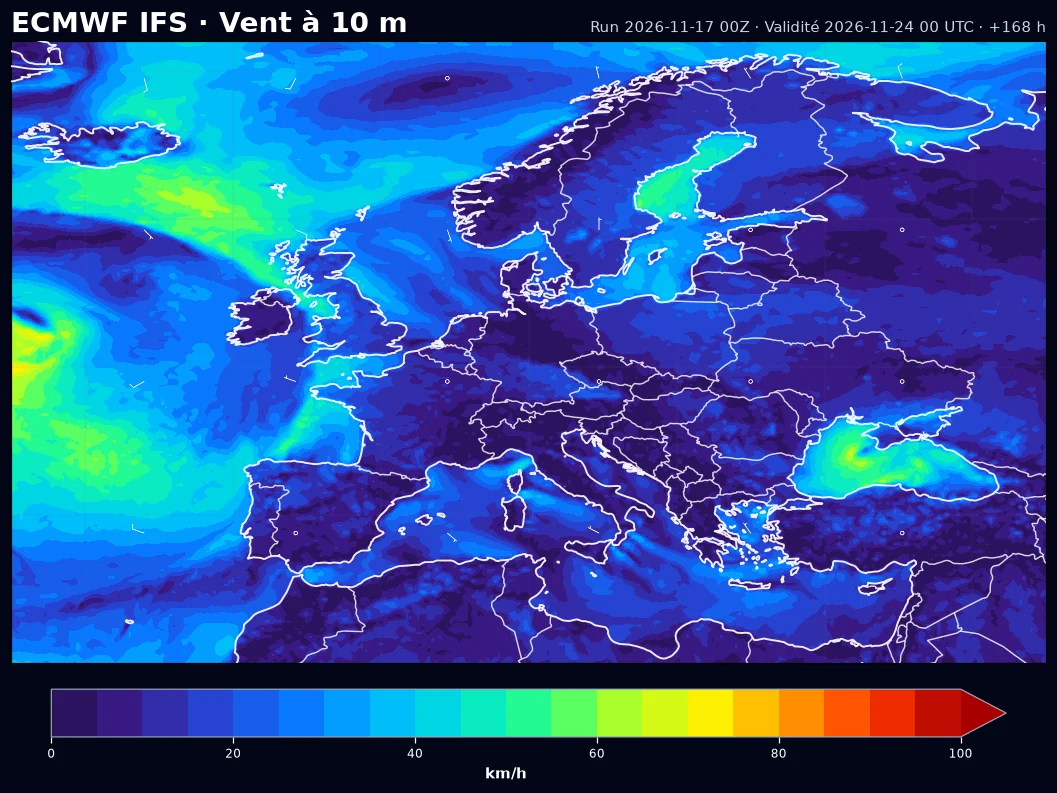 ECMWF IFS · Vent à 10 m
Run 2026-11-17 00Z · Validité 2026-11-24 00 UTC · +168 h
0 20 40 60 80 100
km/h